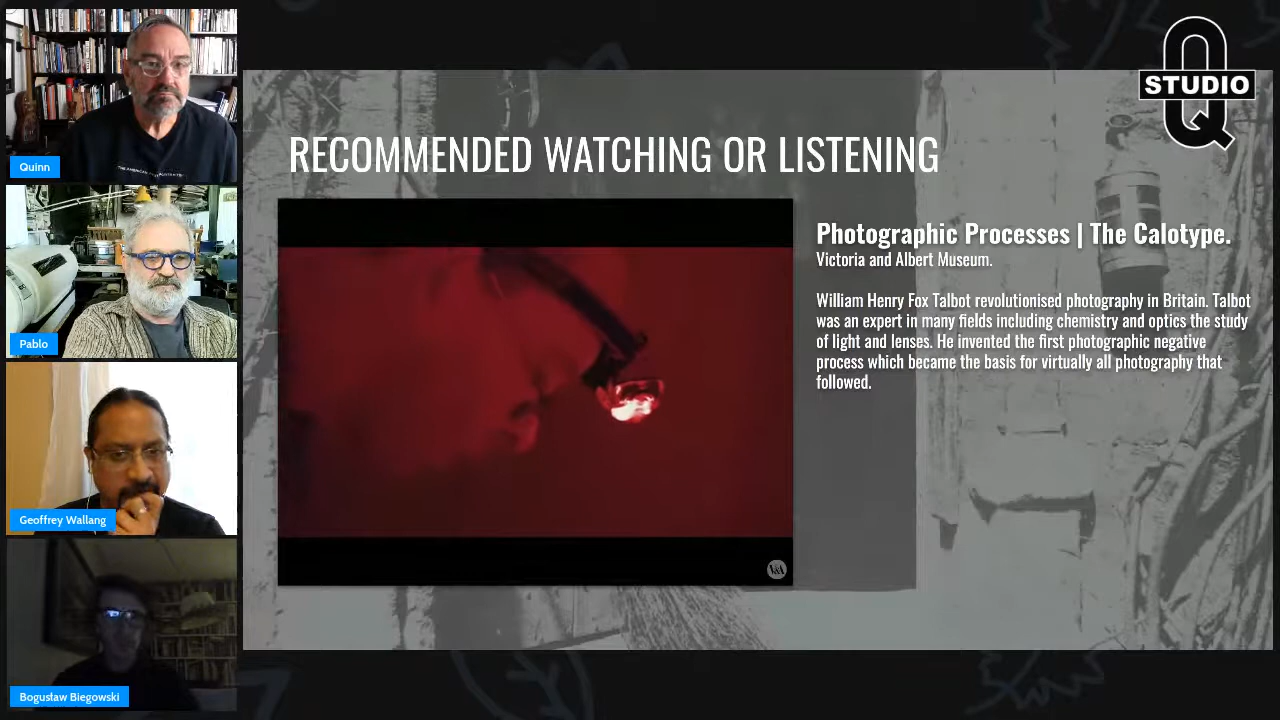 STUDIO
Q
Quinn
Pablo
Geoffrey Wallang
Bogusław Biegowski
RECOMMENDED WATCHING OR LISTENING
V&A
Photographic Processes | The Calotype.
Victoria and Albert Museum.
William Henry Fox Talbot revolutionised photography in Britain. Talbot
was an expert in many fields including chemistry and optics the study
of light and lenses. He invented the first photographic negative
process which became the basis for virtually all photography that
followed.